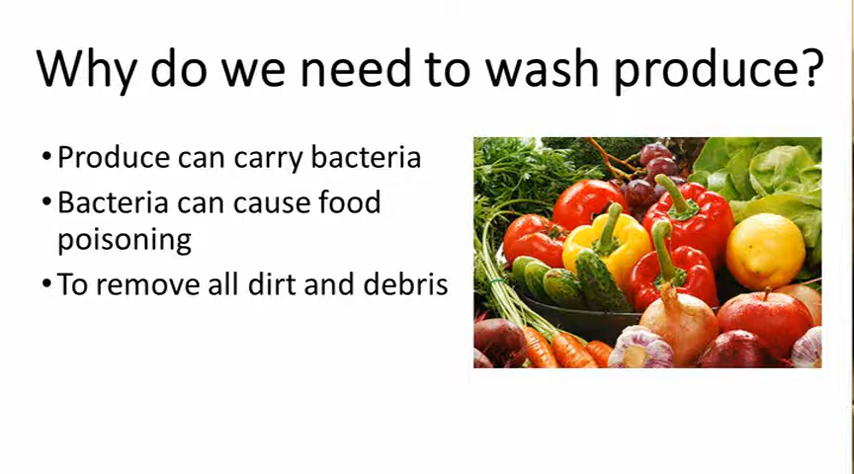 Why do we need to wash produce?
•Produce can carry bacteria
•Bacteria can cause food
poisoning
•To remove all dirt and debris